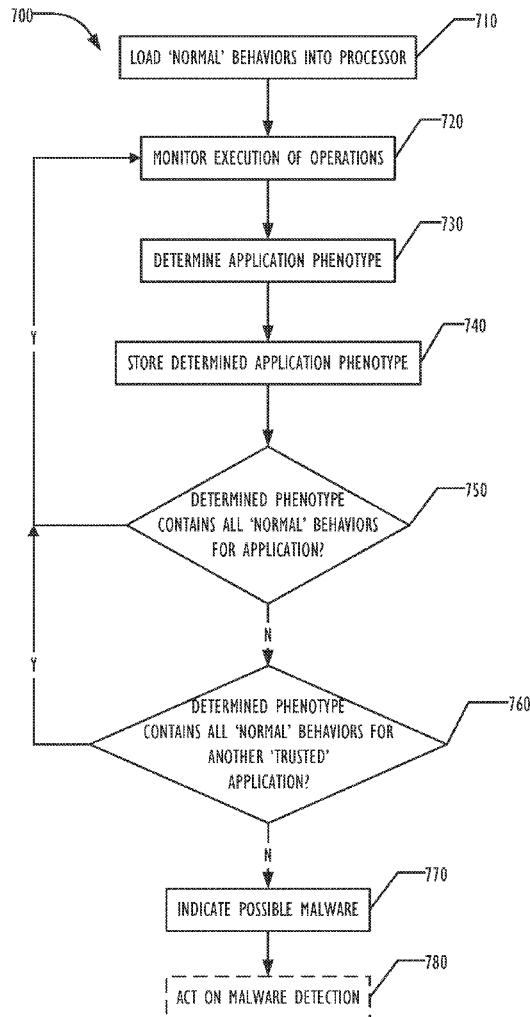 700
710
LOAD 'NORMAL' BEHAVIORS INTO PROCESSOR
720
MONITOR EXECUTION OF OPERATIONS
730
DETERMINE APPLICATION PHENOTYPE
740
STORE DETERMINED APPLICATION PHENOTYPE
Y
750
DETERMINED PHENOTYPE
CONTAINS ALL 'NORMAL' BEHAVIORS
FOR APPLICATION?
N
Y
760
DETERMINED PHENOTYPE
CONTAINS ALL 'NORMAL' BEHAVIORS FOR
ANOTHER 'TRUSTED'
APPLICATION?
N
770
INDICATE POSSIBLE MALWARE
780
ACT ON MALWARE DETECTION